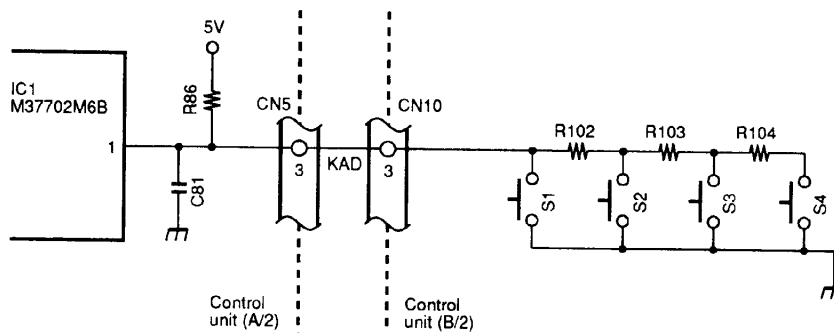 5V
IC1
M37702M6B
R86
CN5
CN10
1
C81
3
KAD
3
R102
R103
R104
S1
S2
S3
S4
Control
unit (A/2)
Control
unit (B/2)